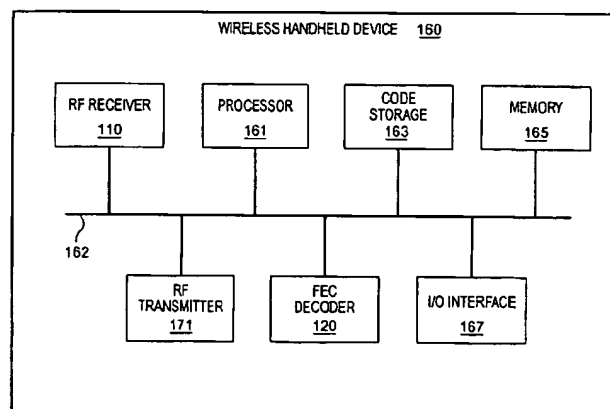 WIRELESS HANDHELD DEVICE 160
RF RECEIVER
110
PROCESSOR
161
CODE
STORAGE
163
MEMORY
165
162
RF
TRANSMITTER
171
FEC
DECODER
120
I/O INTERFACE
167